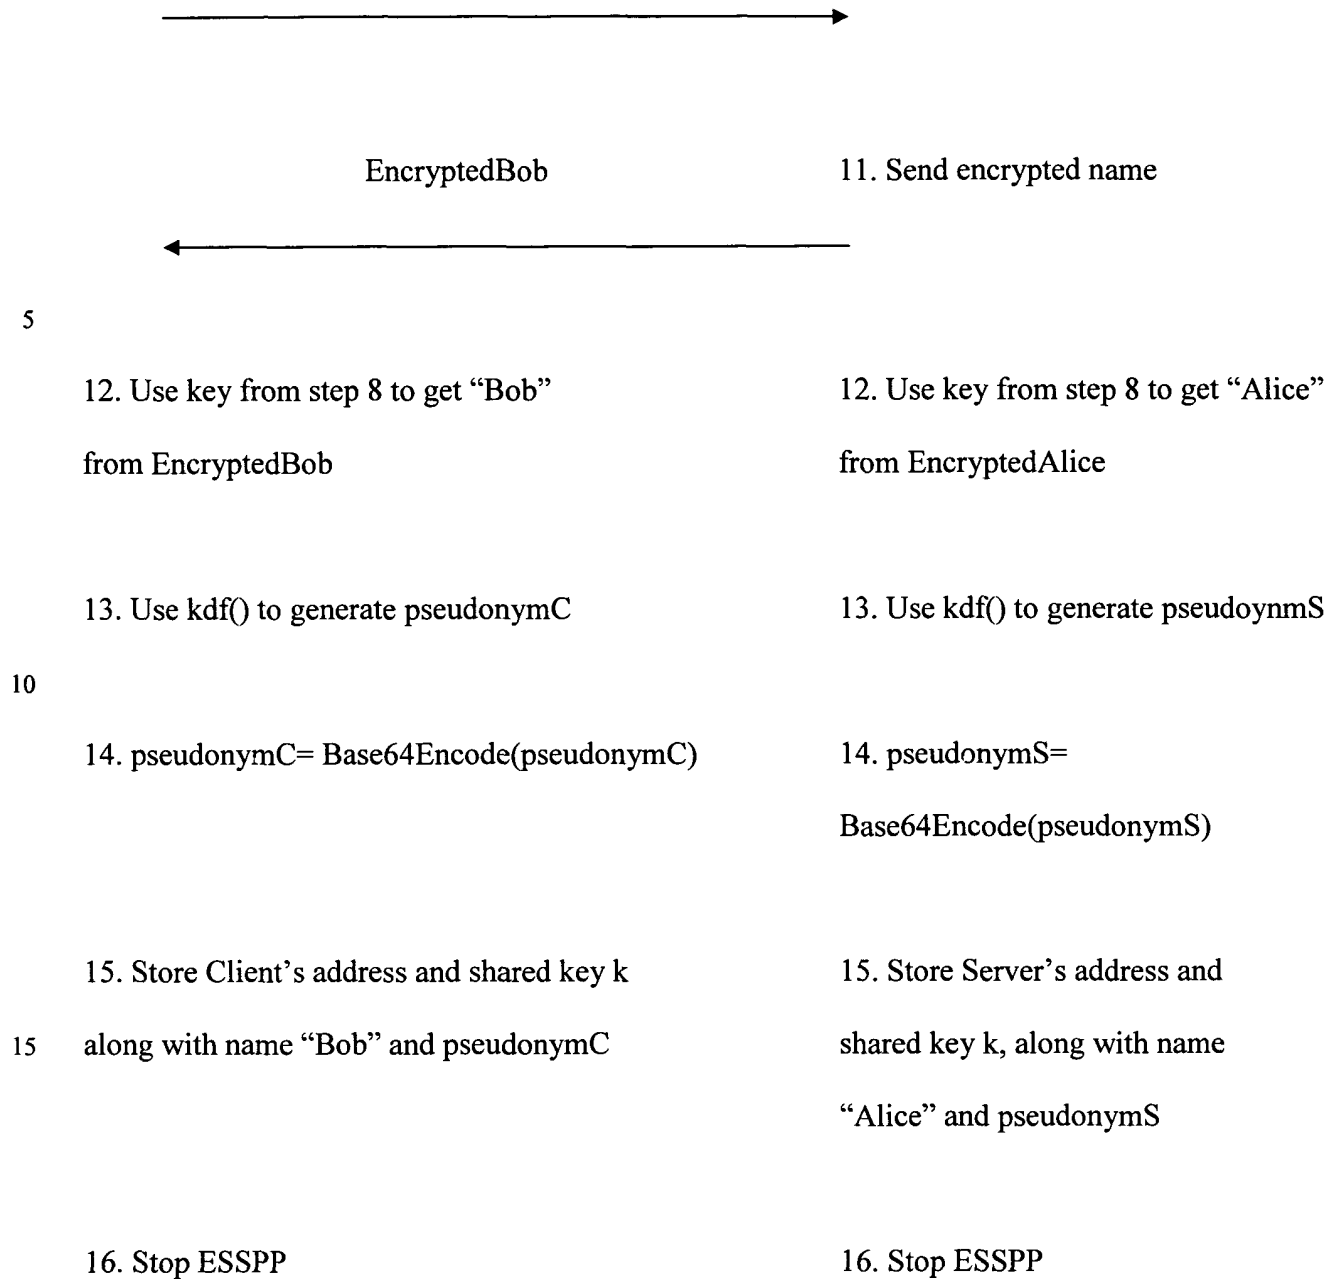 EncryptedBob 11. Send encrypted name
5
12. Use key from step 8 to get “Bob” 12. Use key from step 8 to get “Alice”
from EncryptedBob from EncryptedAlice
13. Use kdf() to generate pseudonymC 13. Use kdf() to generate pseudoynmS
10
14. pseudonymC= Base64Encode(pseudonymC) 14. pseudonymS=
Base64Encode(pseudonymS)
15. Store Client’s address and shared key k 15. Store Server’s address and
15 along with name “Bob” and pseudonymC shared key k, along with name
“Alice” and pseudonymS
16. Stop ESSPP 16. Stop ESSPP